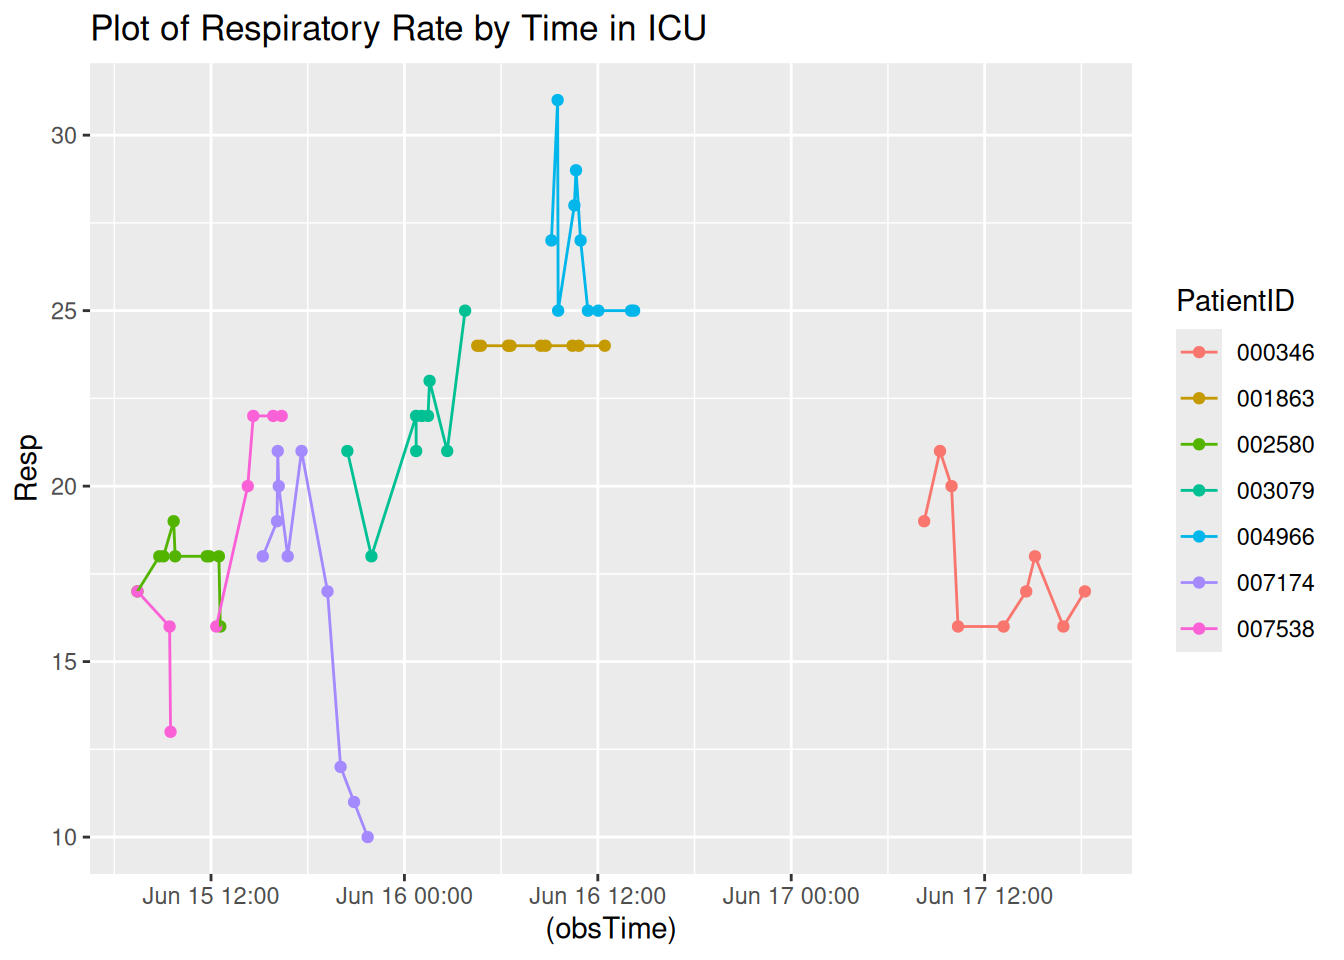 Plot of Respiratory Rate by Time in ICU
30
25
20
15
10
Resp
Jun 15 12:00
Jun 16 00:00
Jun 16 12:00
Jun 17 00:00
Jun 17 12:00
(obsTime)
PatientID
000346
001863
002580
003079
004966
007174
007538